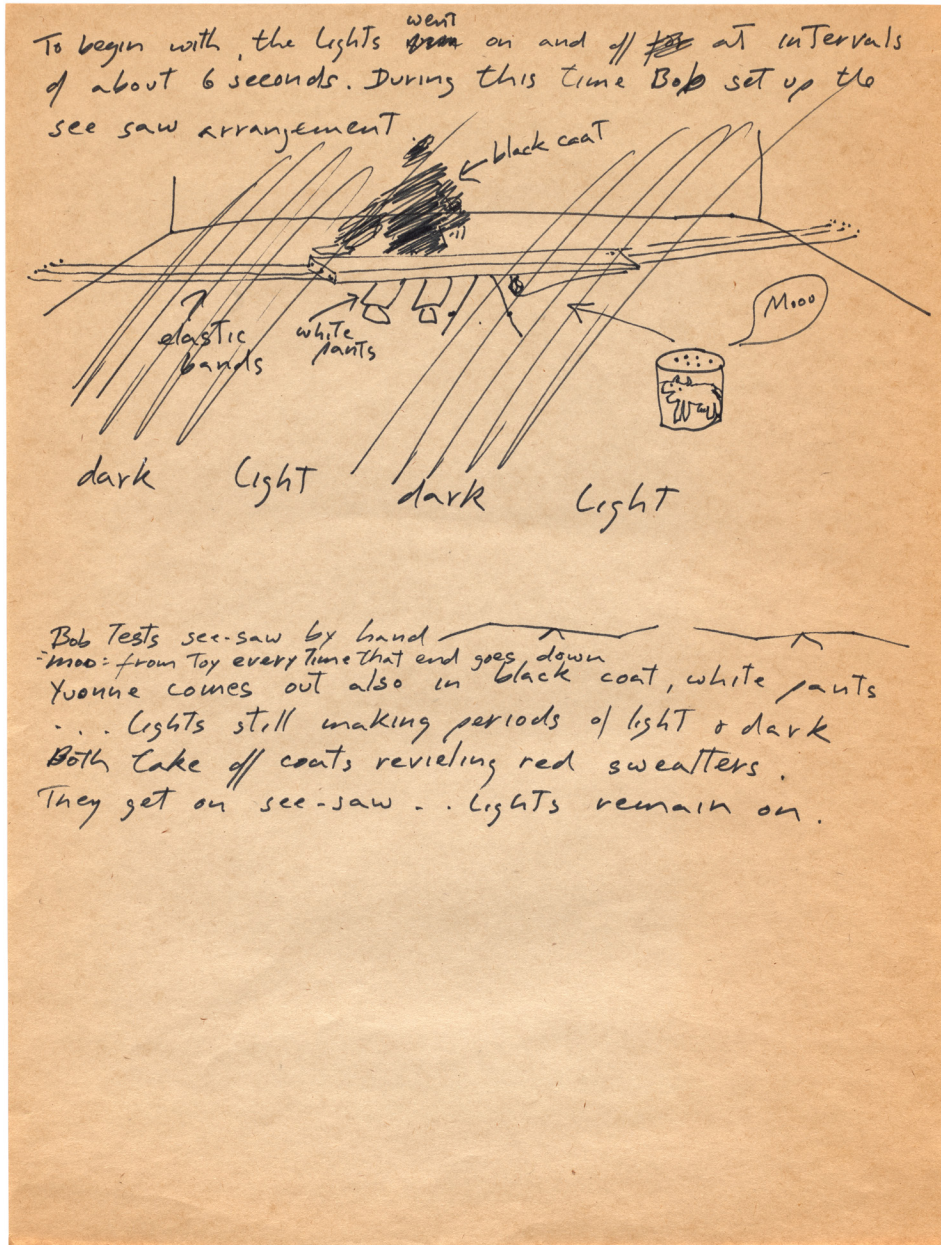 To begin with, the lights went on and off at intervals
of about 6 seconds. During this time Bob set up the
see saw arrangement
black coat
Mooo
elastic
bands
white
pants
dark light dark light
Bob Tests see-saw by hand
"moo" from Toy every Time that end goes down
Yvonne comes out also in black coat, white pants
. . . lights still making periods of light & dark
Both take off coats revieling red sweatters.
They get on see-saw . . lights remain on.